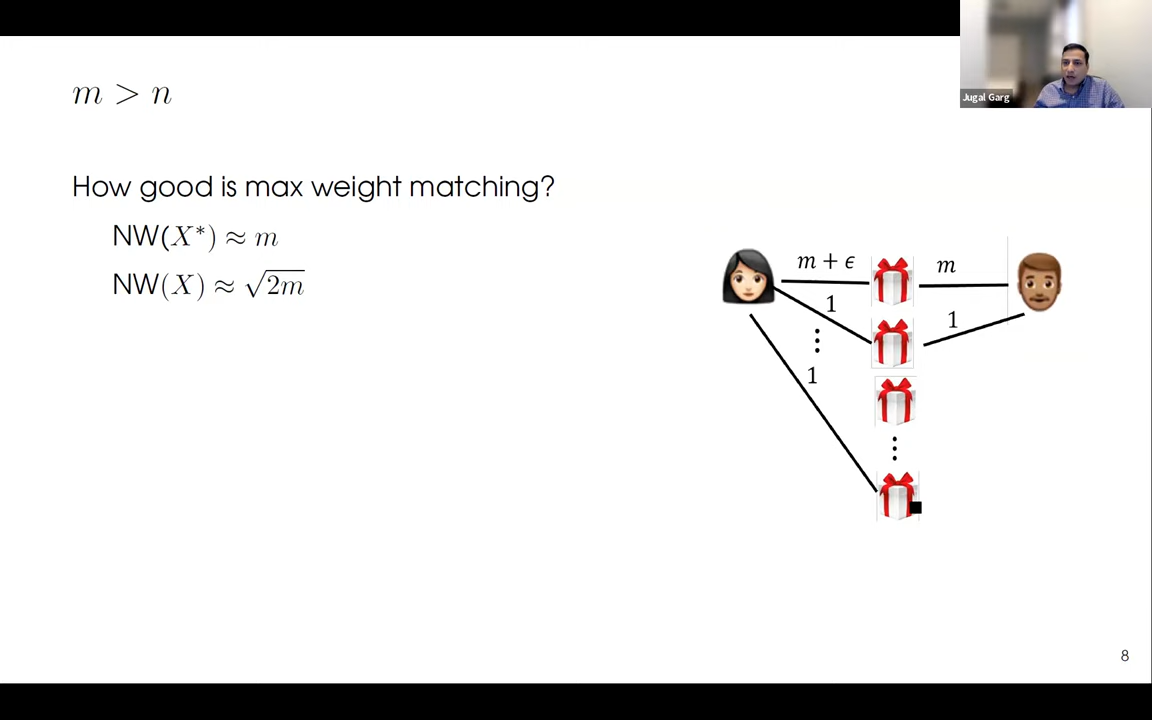 m > n
Jugal Garg
How good is max weight matching?
NW(X*) ≈ m
NW(X) ≈ √2m
m + ϵ
m
1
1
⋮
1
⋮
8